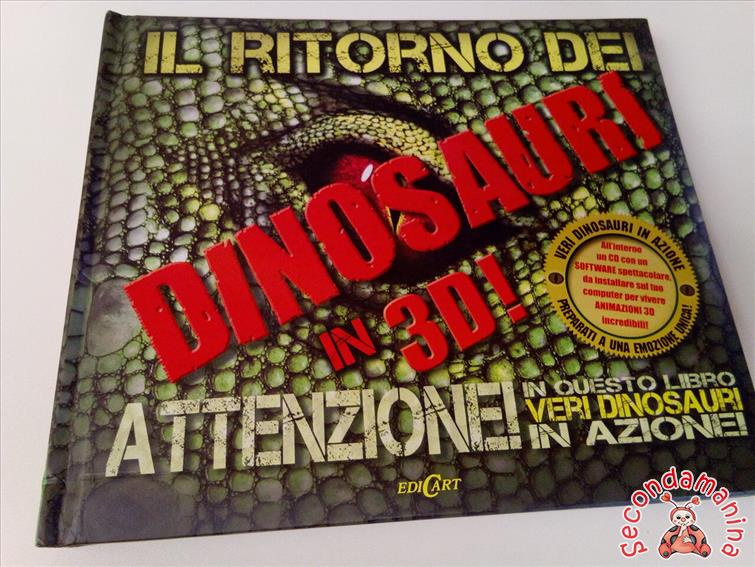 IL RITORNO DEI
DINOSAURI
IN 3D!
VERI DINOSAURI IN AZIONE
All'interno
un CD con un
SOFTWARE spettacolare,
da installare sul tuo
computer per vivere
ANIMAZIONI 3D
incredibili!
PREPARATI A UNA EMOZIONE UNICA!
ATTENZIONE!
IN QUESTO LIBRO
VERI DINOSAURI
IN AZIONE!
EDICART
Secondamanina